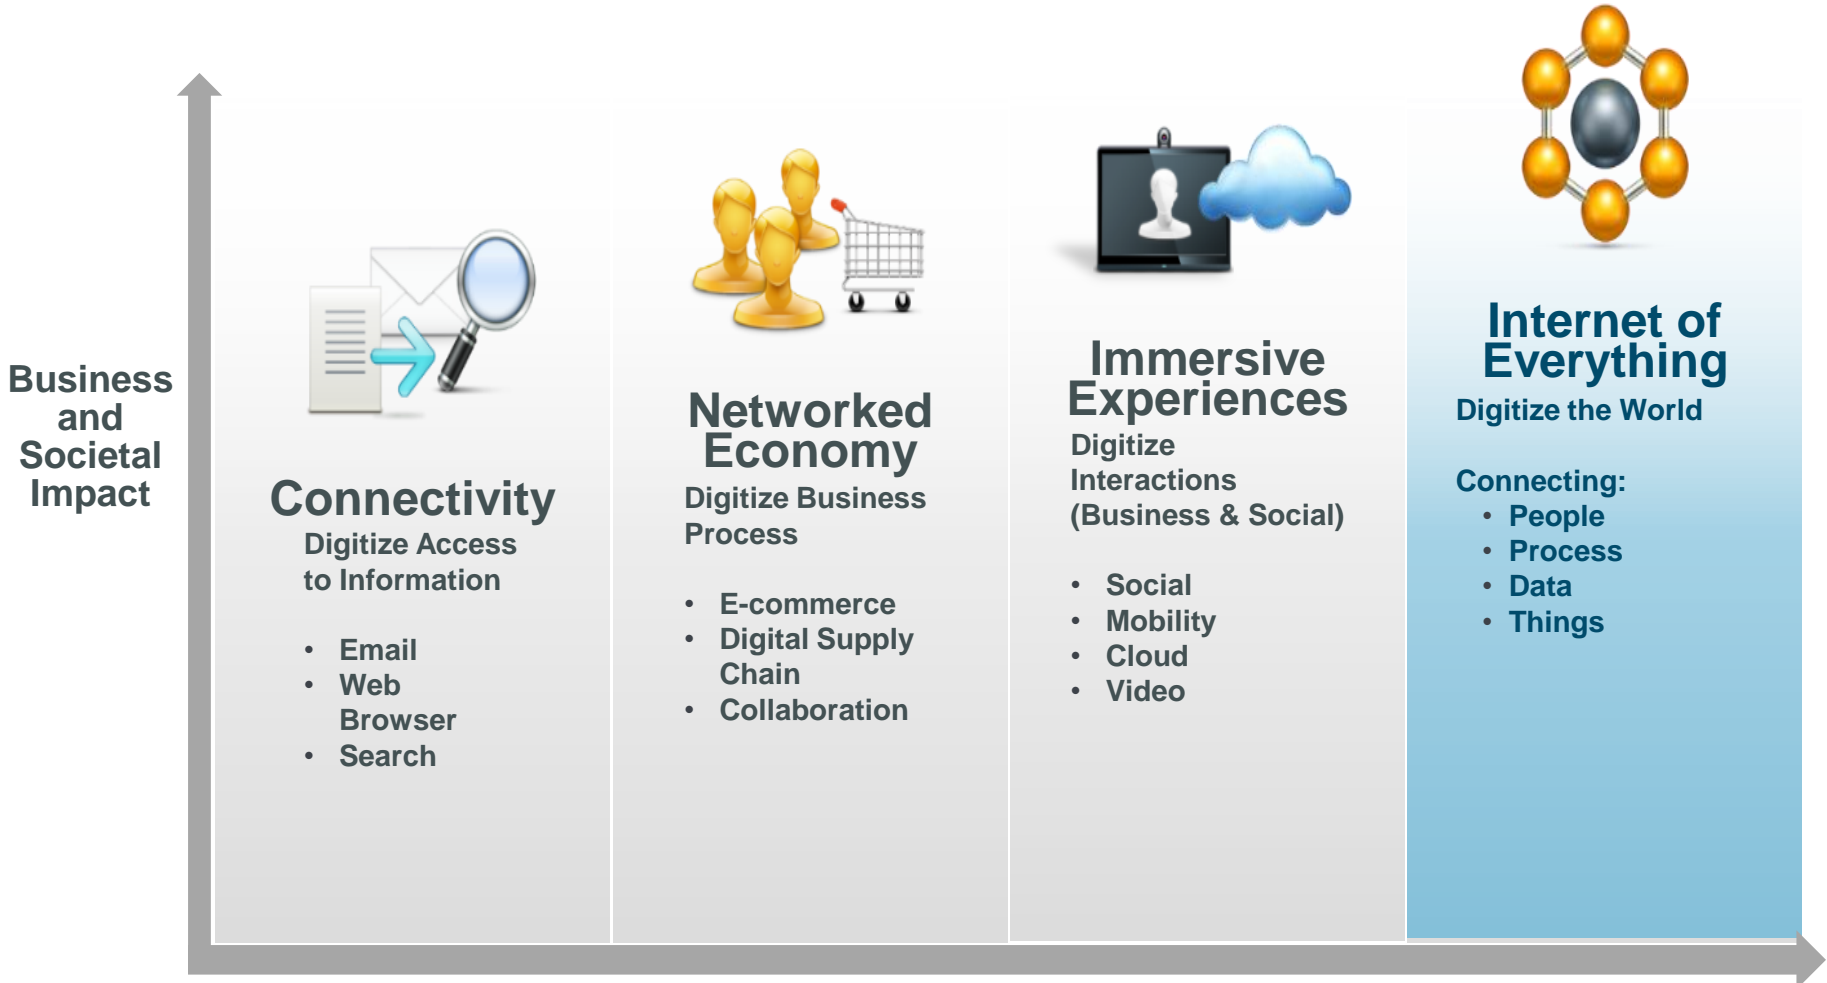 Business
and
Societal
Impact
Connectivity
Digitize Access
to Information
• Email
• Web
Browser
• Search
Networked
Economy
Digitize Business
Process
• E-commerce
• Digital Supply
Chain
• Collaboration
Immersive
Experiences
Digitize
Interactions
(Business & Social)
• Social
• Mobility
• Cloud
• Video
Internet of
Everything
Digitize the World
Connecting:
• People
• Process
• Data
• Things